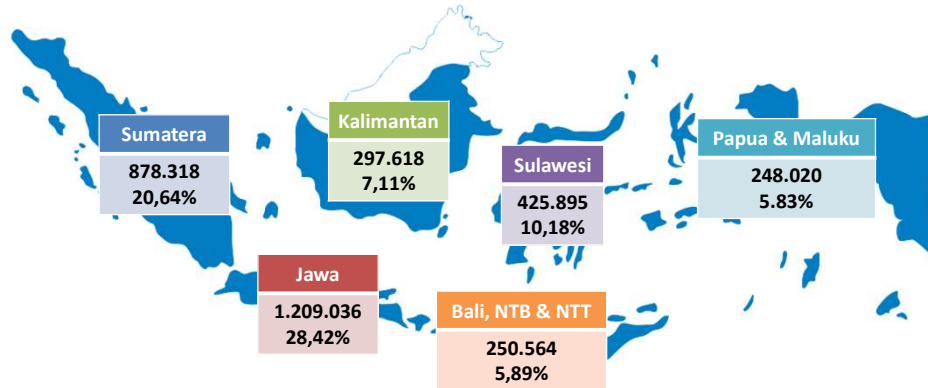 Sumatera
878.318
20,64%
Kalimantan
297.618
7,11%
Sulawesi
425.895
10,18%
Papua & Maluku
248.020
5.83%
Jawa
1.209.036
28,42%
Bali, NTB & NTT
250.564
5,89%